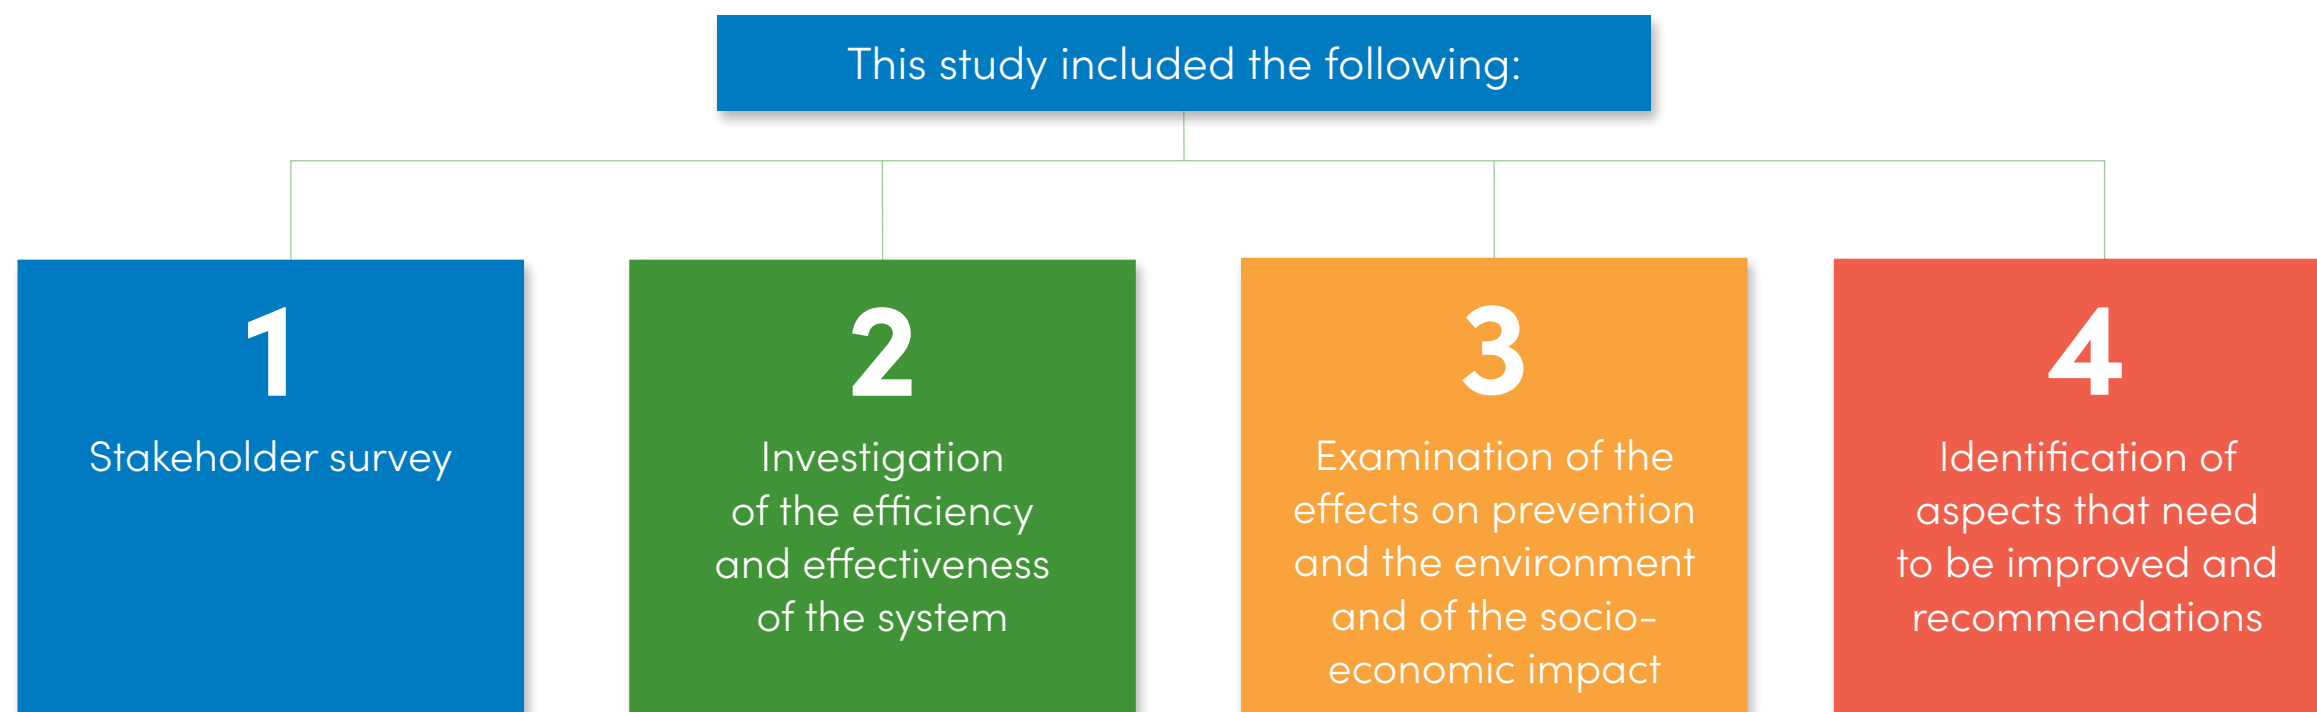 This study included the following:
1
Stakeholder survey
2
Investigation
of the efficiency
and effectiveness
of the system
3
Examination of the
effects on prevention
and the environment
and of the socio-
economic impact
4
Identification of
aspects that need
to be improved and
recommendations